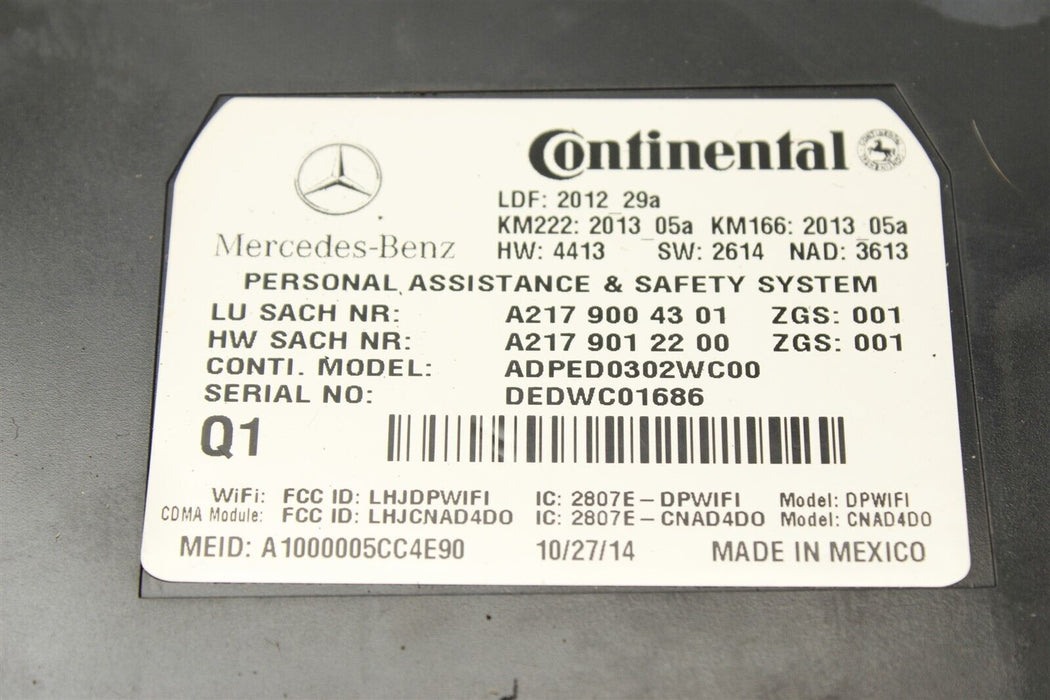 Continental
LDF: 2012_29a
KM222: 2013_05a KM166: 2013_05a
Mercedes-Benz
HW: 4413 SW: 2614 NAD: 3613
PERSONAL ASSISTANCE & SAFETY SYSTEM
LU SACH NR: A217 900 43 01 ZGS: 001
HW SACH NR: A217 901 22 00 ZGS: 001
CONTI. MODEL: ADPED0302WC00
SERIAL NO: DEDWC01686
Q1
WiFi: FCC ID: LHJDPWIFI IC: 2807E-DPWIFI Model: DPWIFI
CDMA Module: FCC ID: LHJCNAD4DO IC: 2807E-CNAD4DO Model: CNAD4DO
MEID: A1000005CC4E90 10/27/14 MADE IN MEXICO